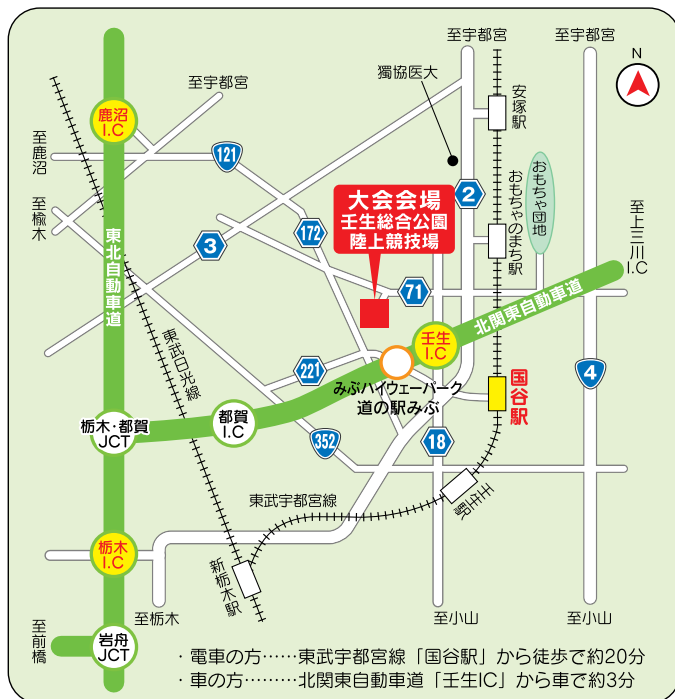 至宇都宮
至宇都宮
N
獨協医大
至宇都宮
安塚駅
鹿沼
I.C
至鹿沼
121
おもちゃのまち駅
おもちゃ団地
大会会場
壬生総合公園
陸上競技場
2
至楡木
172
3
至上三川
I.C
東北自動車道
71
北関東自動車道
壬生
I.C
東武日光線
221
みぶハイウェーパーク
道の駅みぶ
国谷駅
4
栃木・都賀
JCT
都賀
I.C
352
18
壬生駅
東武宇都宮線
栃木
I.C
新栃木駅
至栃木
至小山
至小山
至前橋
岩舟
JCT
・電車の方……東武宇都宮線「国谷駅」から徒歩で約20分
・車の方………北関東自動車道「壬生IC」から車で約3分